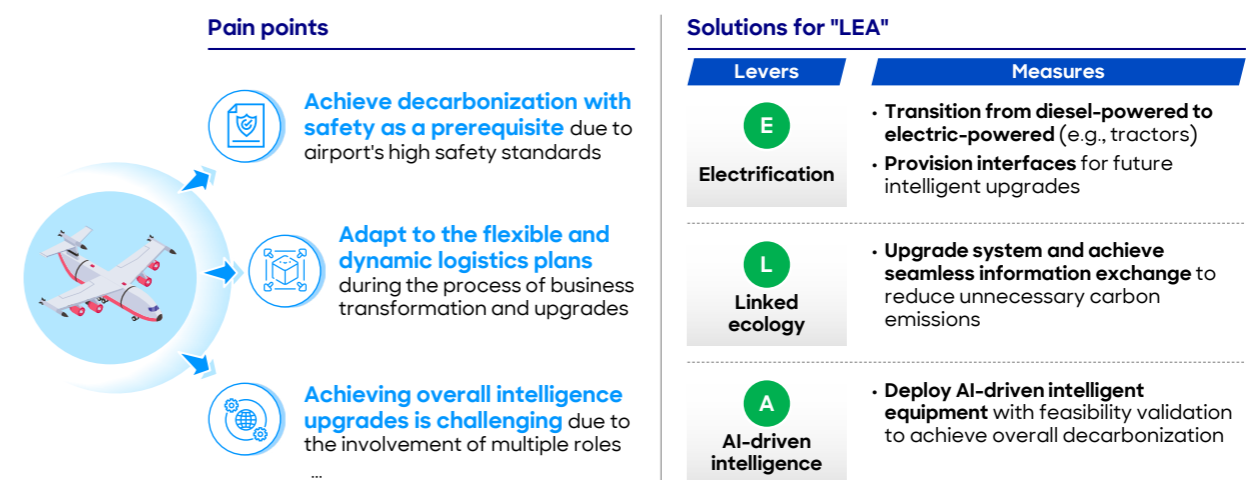 Pain points
Achieve decarbonization with
safety as a prerequisite due to
airport's high safety standards
Adapt to the flexible and
dynamic logistics plans
during the process of business
transformation and upgrades
Achieving overall intelligence
upgrades is challenging due to
the involvement of multiple roles
...
Solutions for "LEA"
Levers
Measures
E
Electrification
• Transition from diesel-powered to
electric-powered (e.g., tractors)
• Provision interfaces for future
intelligent upgrades
L
Linked
ecology
• Upgrade system and achieve
seamless information exchange to
reduce unnecessary carbon
emissions
A
AI-driven
intelligence
• Deploy AI-driven intelligent
equipment with feasibility validation
to achieve overall decarbonization